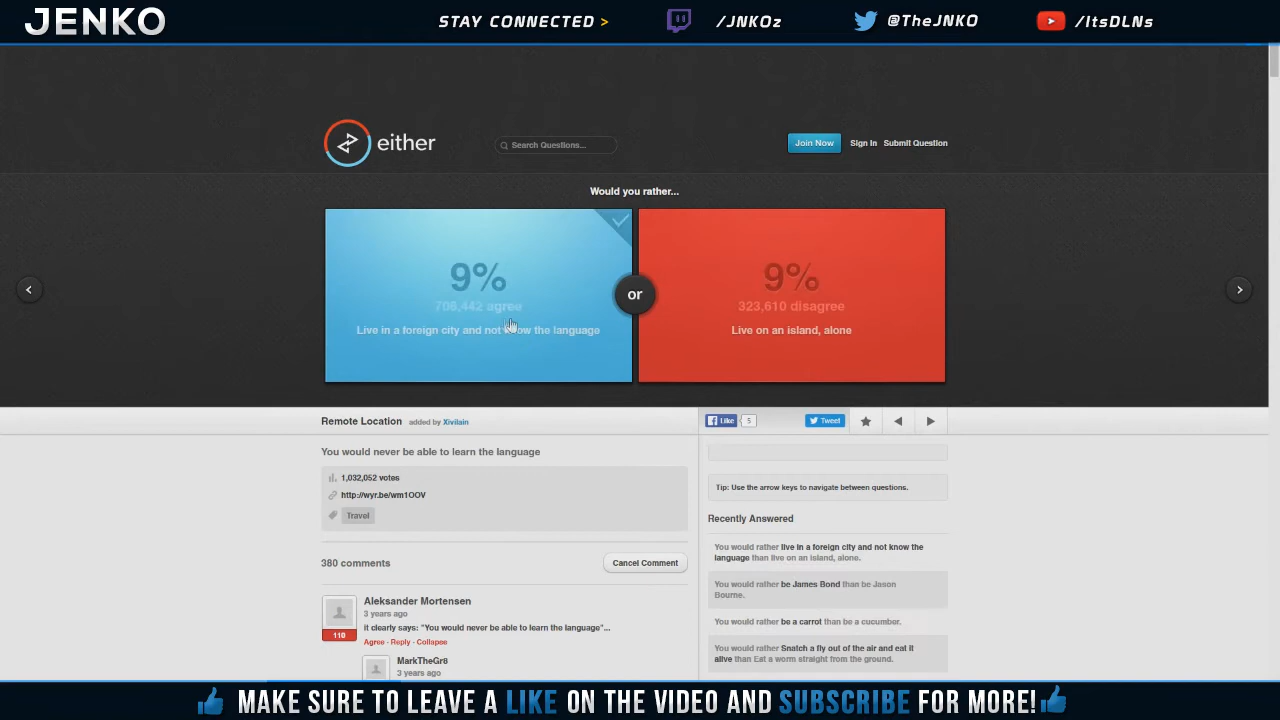 JENKO
STAY CONNECTED >
/JNKOz
@TheJNKO
/ItsDLNs
either
Search Questions...
Join Now
Sign In
Submit Question
Would you rather...
9%
706,442 agree
Live in a foreign city and not know the language
or
9%
323,610 disagree
Live on an island, alone
Remote Location added by Xivilain
Like
5
Tweet
You would never be able to learn the language
1,032,052 votes
http://wyr.be/wm1OOV
Travel
Tip: Use the arrow keys to navigate between questions.
Recently Answered
You would rather live in a foreign city and not know the
language than live on an island, alone.
You would rather be James Bond than be Jason
Bourne.
You would rather be a carrot than be a cucumber.
You would rather Snatch a fly out of the air and eat it
alive than Eat a worm straight from the ground.
380 comments
Cancel Comment
Aleksander Mortensen
3 years ago
it clearly says: "You would never be able to learn the language"...
110
Agree - Reply - Collapse
MarkTheGr8
3 years ago
MAKE SURE TO LEAVE A LIKE ON THE VIDEO AND SUBSCRIBE FOR MORE!